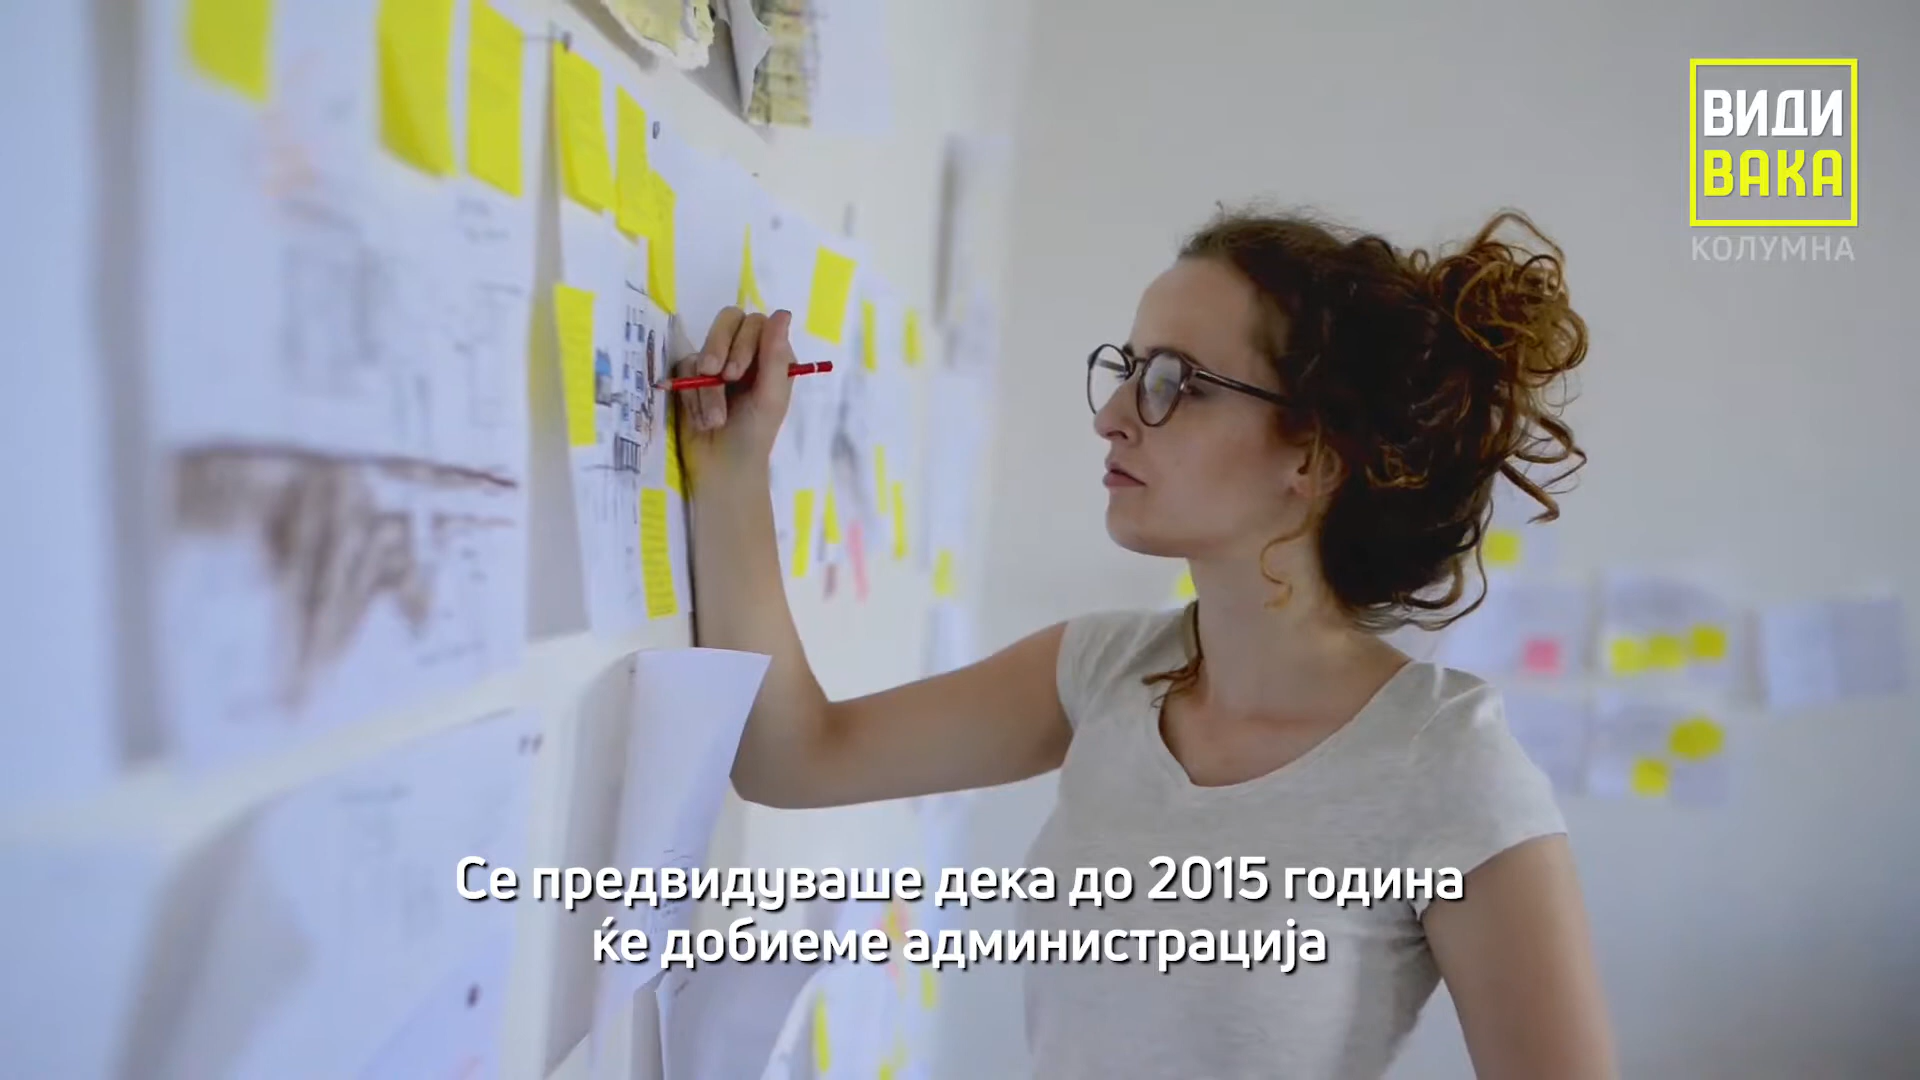 ВИДИ
ВАКА
КОЛУМНА
Се предвидуваше дека до 2015 година
ќе добиеме администрација